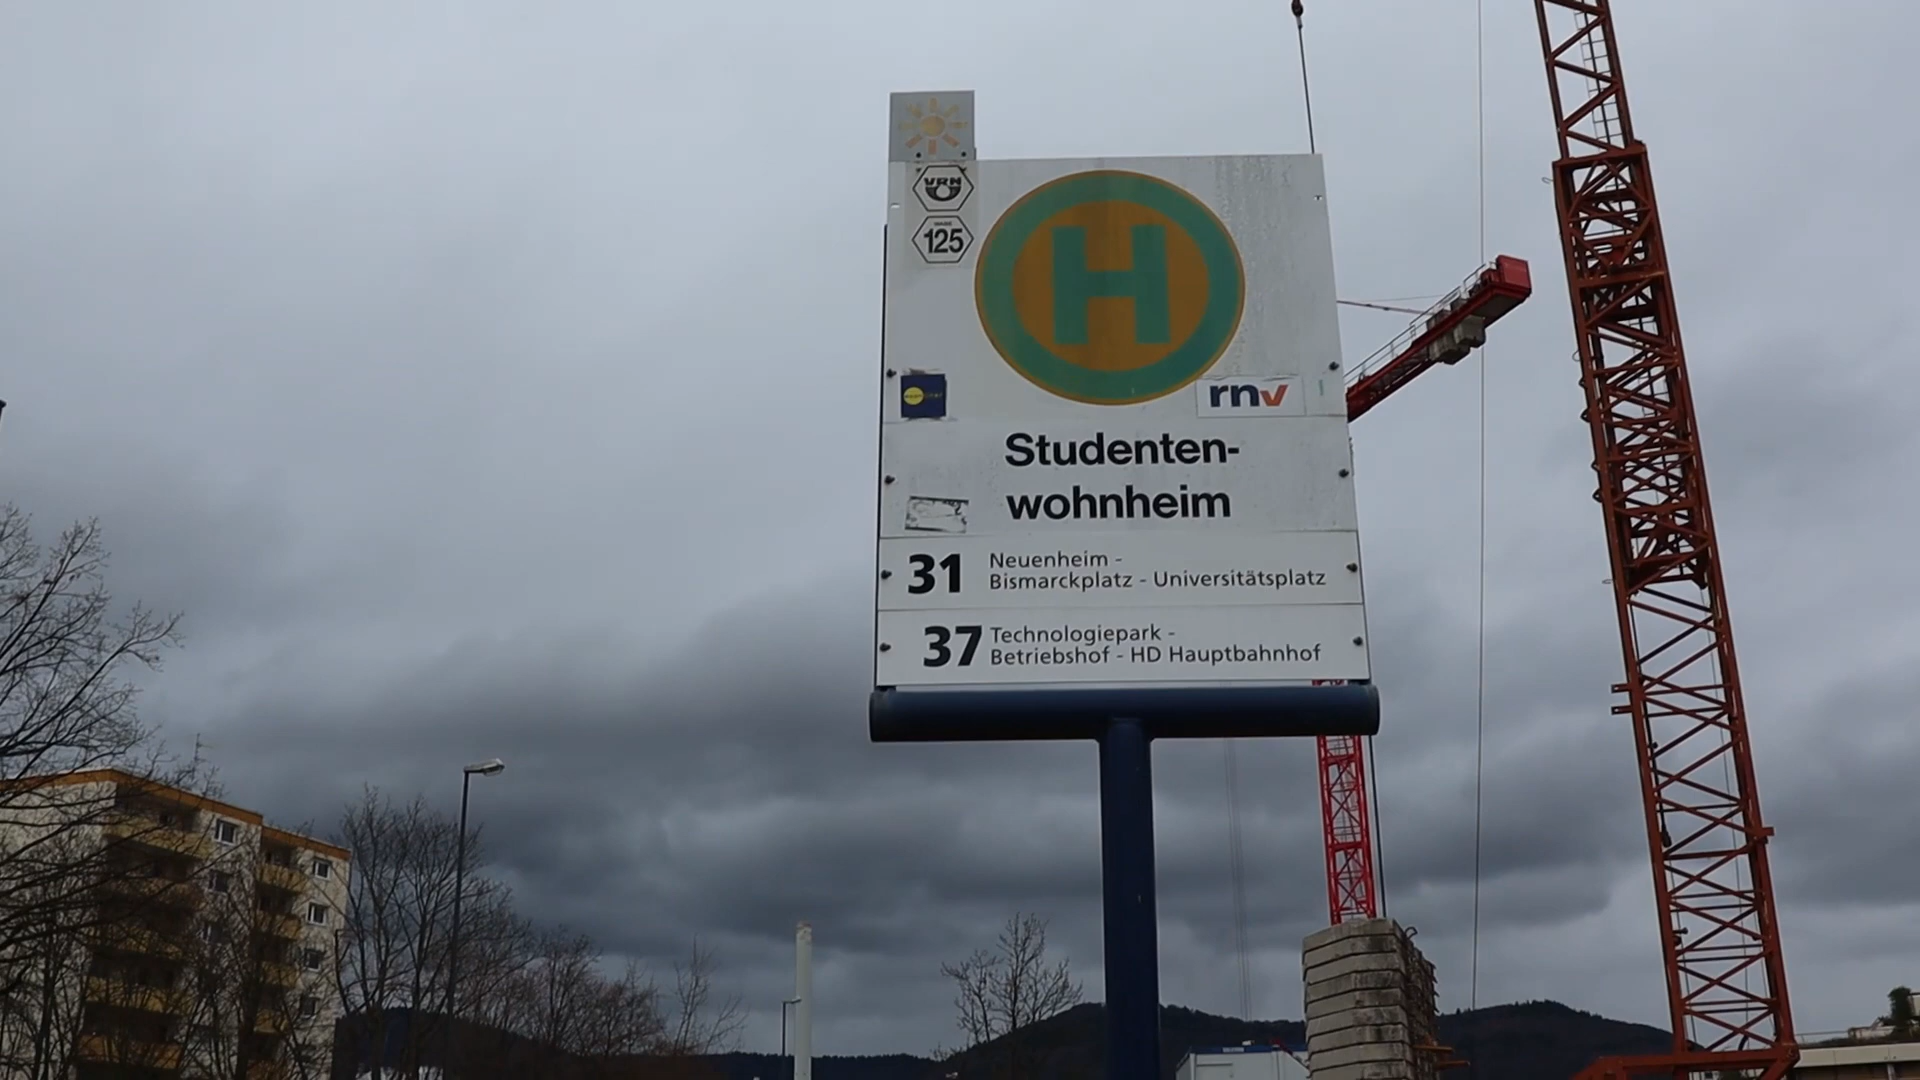 VRN
125
H
rnv
Studenten-
wohnheim
31 Neuenheim -
Bismarckplatz - Universitätsplatz
37 Technologiepark -
Betriebshof - HD Hauptbahnhof